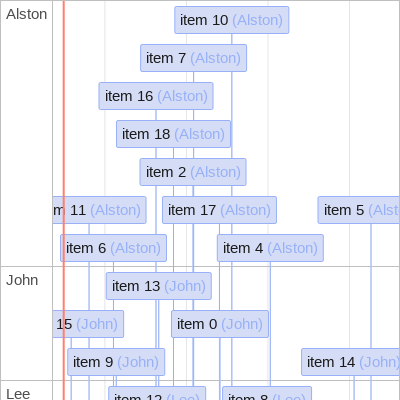 Alston
item 10 (Alston)
item 7 (Alston)
item 16 (Alston)
item 18 (Alston)
item 2 (Alston)
m 11 (Alston) item 17 (Alston) item 5 (Alst
item 6 (Alston) item 4 (Alston)
John
item 13 (John)
15 (John) item 0 (John)
item 9 (John) item 14 (John)
Lee
item 12 (Lee) item 8 (Lee)